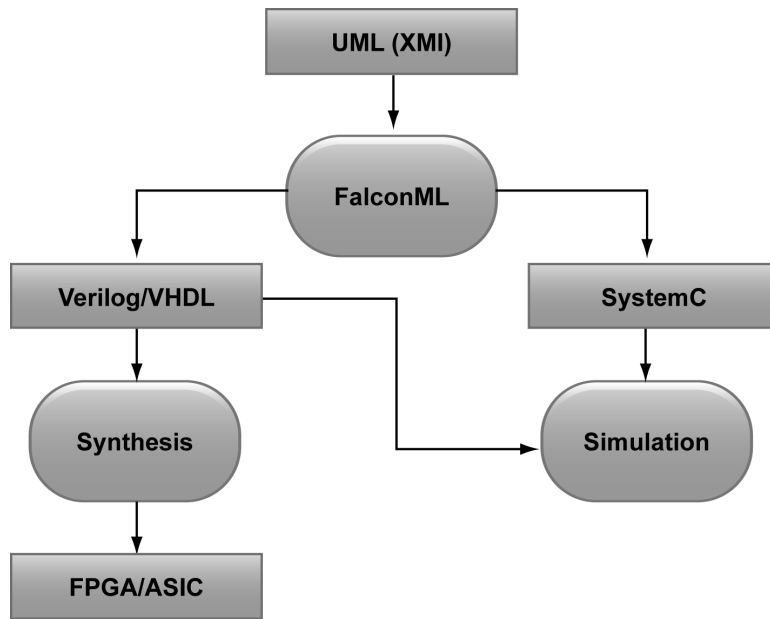 UML (XMI)
FalconML
Verilog/VHDL
SystemC
Synthesis
Simulation
FPGA/ASIC